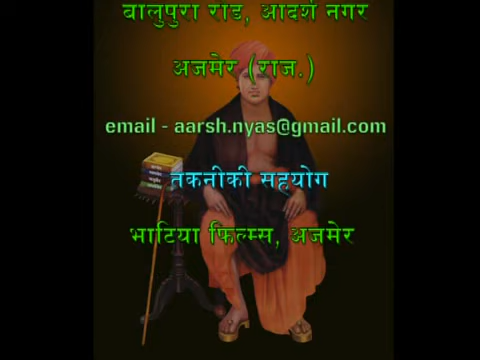 बालुपुरा रोड, आदर्श नगर
अजमेर (राज.)
email - aarsh.nyas@gmail.com
तकनीकी सहयोग
भाटिया फिल्म्स, अजमेर